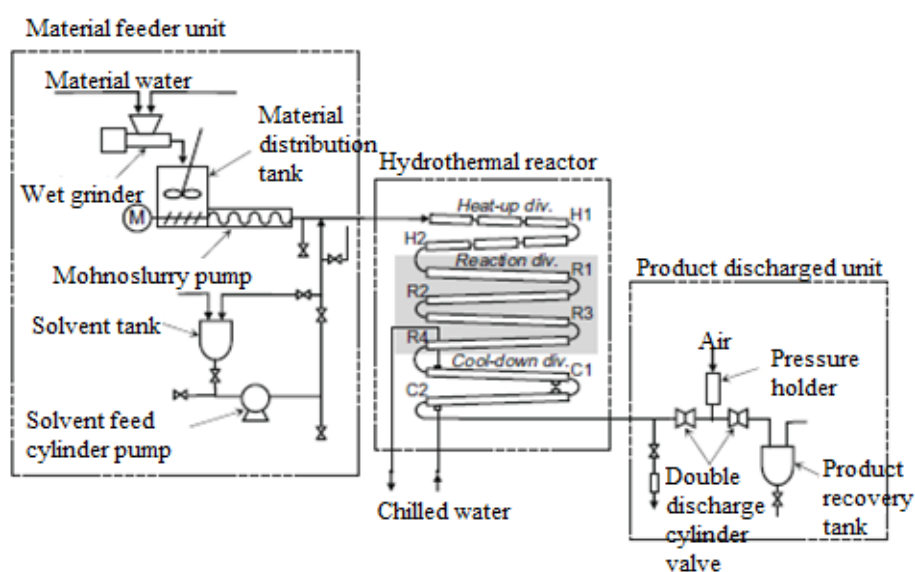 Material feeder unit
Material water
Material
distribution
tank
Wet grinder
M
Mohnoslurry pump
Solvent tank
Solvent feed
cylinder pump
Hydrothermal reactor
Heat-up div.
H1
H2
Reaction div.
R1
R2
R3
R4
Cool-down div.
C1
C2
Chilled water
Product discharged unit
Air
Pressure
holder
Double
discharge
cylinder
valve
Product
recovery
tank